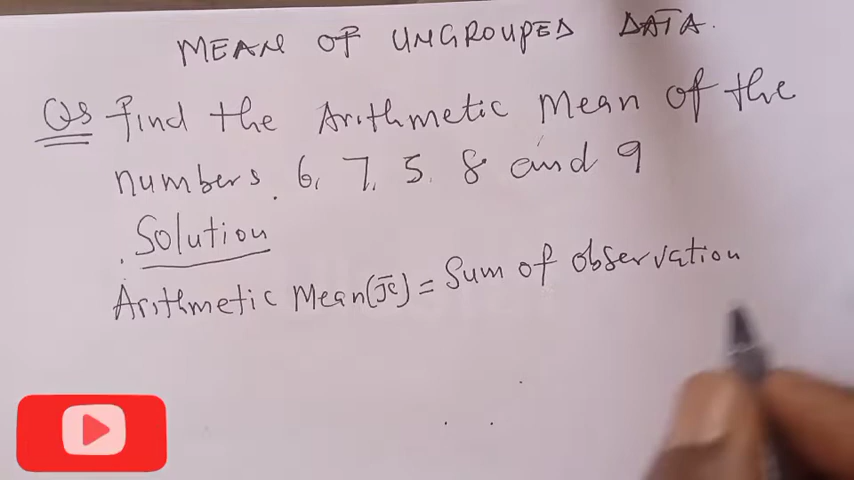 MEAN OF UNGROUPED DATA.
Qs find the Arithmetic Mean of the
numbers. 6, 7, 5, 8 and 9
Solution
Arithmetic Mean(x̄) = Sum of observation